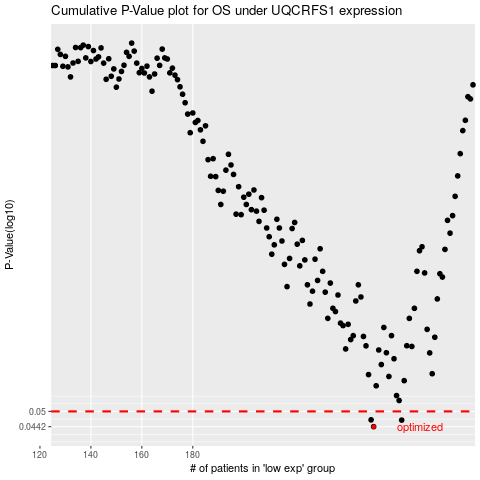 Cumulative P-Value plot for OS under UQCRFS1 expression
P-Value(log10)
0.05
0.0442
optimized
120 140 160 180
# of patients in 'low exp' group